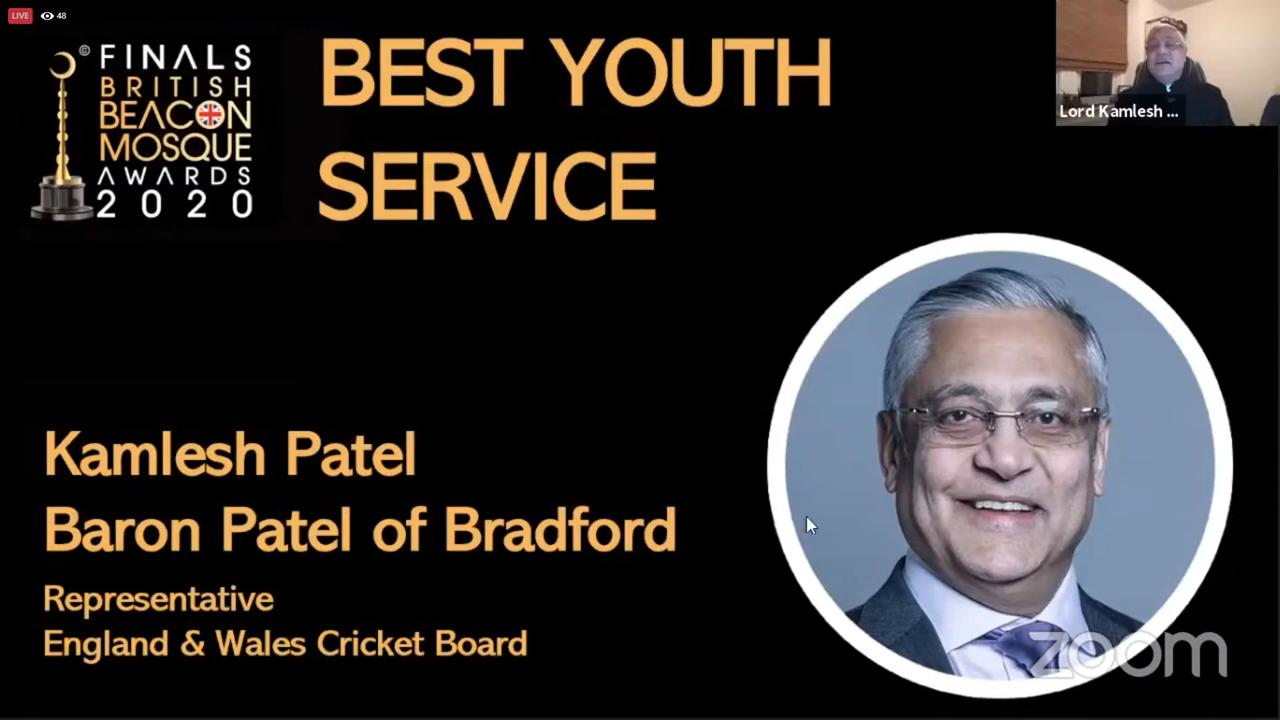 LIVE 48
©
FINALS
BRITISH
BEACON
MOSQUE
AWARDS
2020
BEST YOUTH
SERVICE
Lord Kamlesh ...
Kamlesh Patel
Baron Patel of Bradford
Representative
England & Wales Cricket Board
zoom